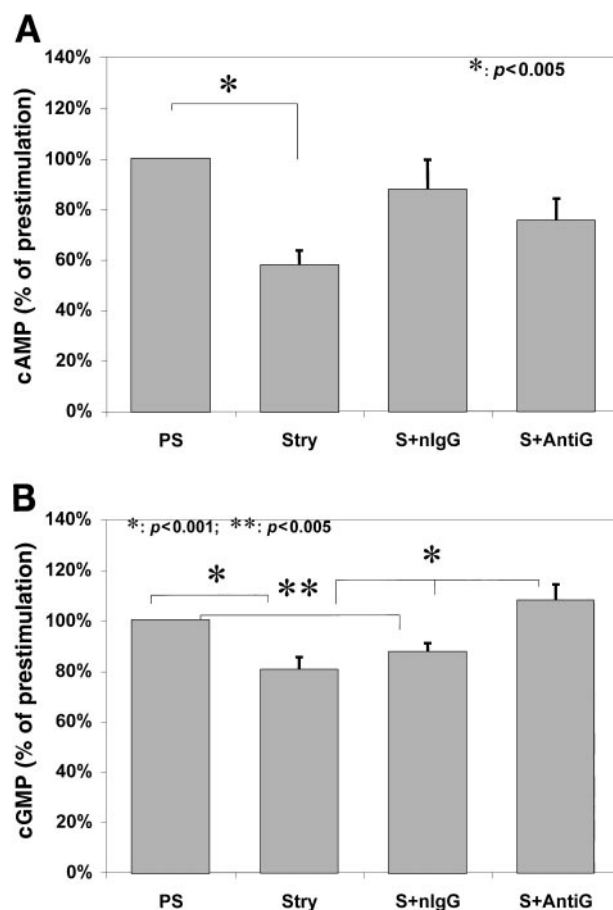 A
*: p<0.005
cAMP (% of prestimulation)
140%
120%
100%
80%
60%
40%
20%
0%
*
PS Stry S+nIgG S+AntiG
B
*: p<0.001; **: p<0.005
cGMP (% of prestimulation)
140%
120%
100%
80%
60%
40%
20%
0%
* ** *
PS Stry S+nIgG S+AntiG